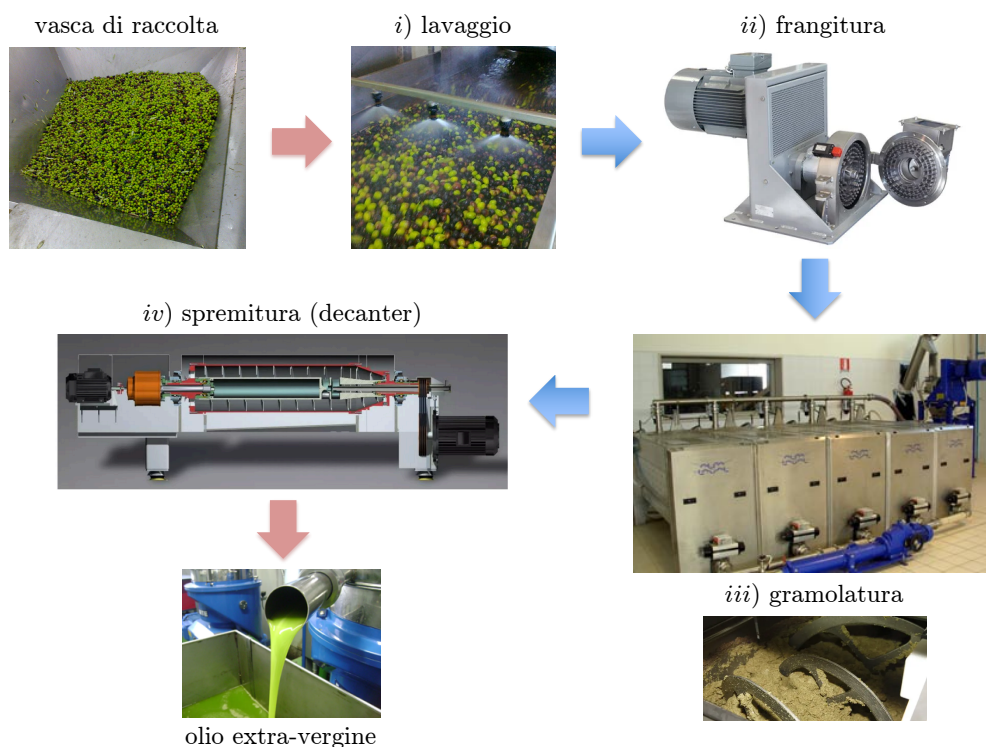 vasca di raccolta
i) lavaggio
ii) frangitura
iv) spremitura (decanter)
iii) gramolatura
olio extra-vergine